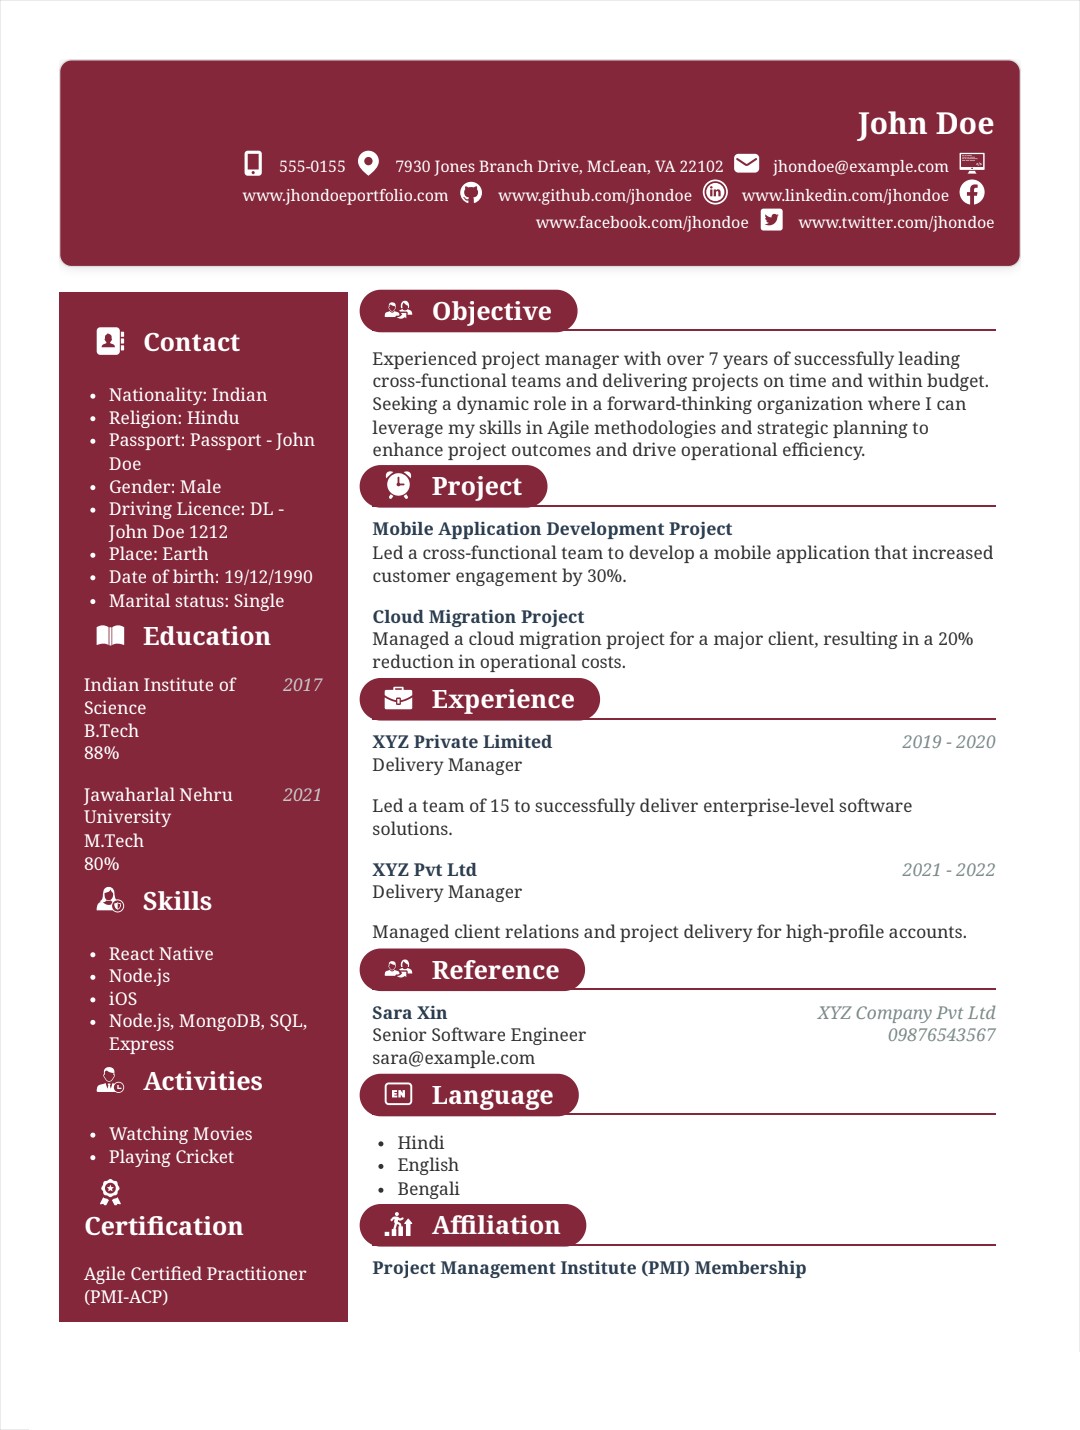 John Doe
555-0155 7930 Jones Branch Drive, McLean, VA 22102 jhondoe@example.com
www.jhondoeportfolio.com www.github.com/jhondoe www.linkedin.com/jhondoe
www.facebook.com/jhondoe www.twitter.com/jhondoe
Contact
• Nationality: Indian
• Religion: Hindu
• Passport: Passport - John
Doe
• Gender: Male
• Driving Licence: DL -
John Doe 1212
• Place: Earth
• Date of birth: 19/12/1990
• Marital status: Single
Education
Indian Institute of 2017
Science
B.Tech
88%
Jawaharlal Nehru 2021
University
M.Tech
80%
Skills
• React Native
• Node.js
• iOS
• Node.js, MongoDB, SQL,
Express
Activities
• Watching Movies
• Playing Cricket
Certification
Agile Certified Practitioner
(PMI-ACP)
Objective
Experienced project manager with over 7 years of successfully leading
cross-functional teams and delivering projects on time and within budget.
Seeking a dynamic role in a forward-thinking organization where I can
leverage my skills in Agile methodologies and strategic planning to
enhance project outcomes and drive operational efficiency.
Project
Mobile Application Development Project
Led a cross-functional team to develop a mobile application that increased
customer engagement by 30%.
Cloud Migration Project
Managed a cloud migration project for a major client, resulting in a 20%
reduction in operational costs.
Experience
XYZ Private Limited 2019 - 2020
Delivery Manager
Led a team of 15 to successfully deliver enterprise-level software
solutions.
XYZ Pvt Ltd 2021 - 2022
Delivery Manager
Managed client relations and project delivery for high-profile accounts.
Reference
Sara Xin XYZ Company Pvt Ltd
Senior Software Engineer 09876543567
sara@example.com
EN Language
• Hindi
• English
• Bengali
Affiliation
Project Management Institute (PMI) Membership